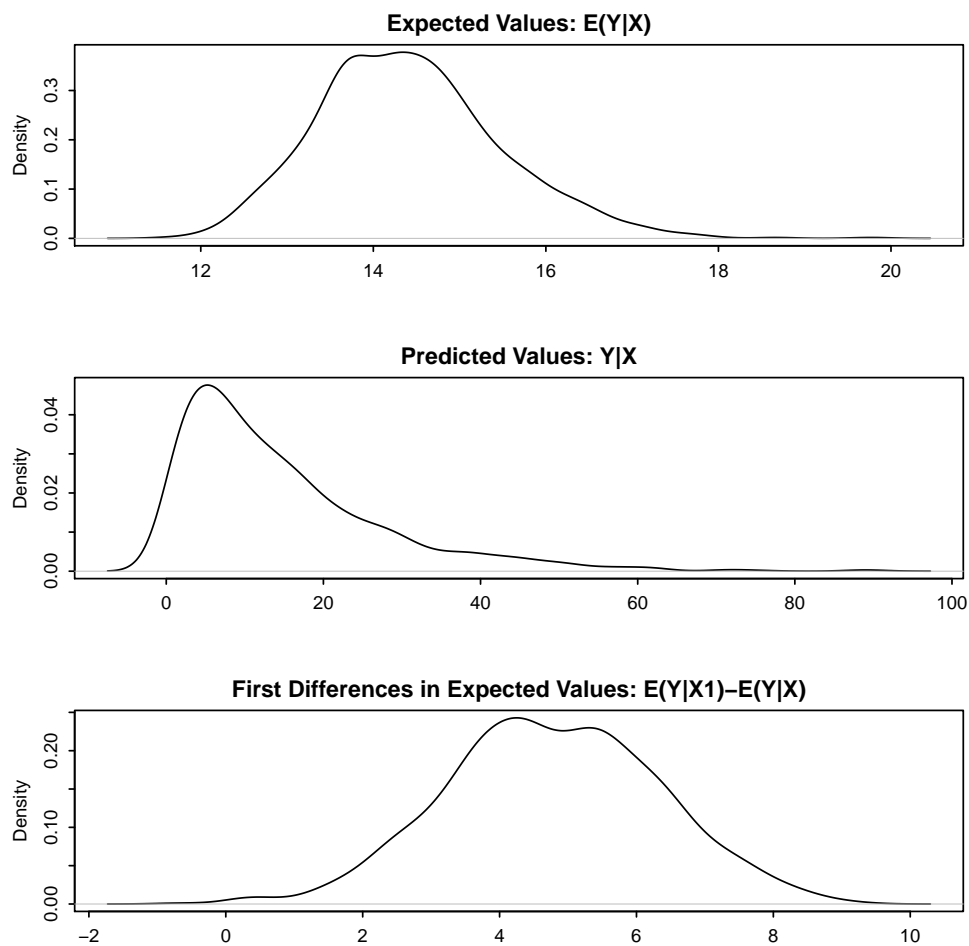 Expected Values: E(Y|X)
Density
0.0 0.1 0.2 0.3
12 14 16 18 20
Predicted Values: Y|X
Density
0.00 0.02 0.04
0 20 40 60 80 100
First Differences in Expected Values: E(Y|X1)−E(Y|X)
Density
0.00 0.10 0.20
−2 0 2 4 6 8 10